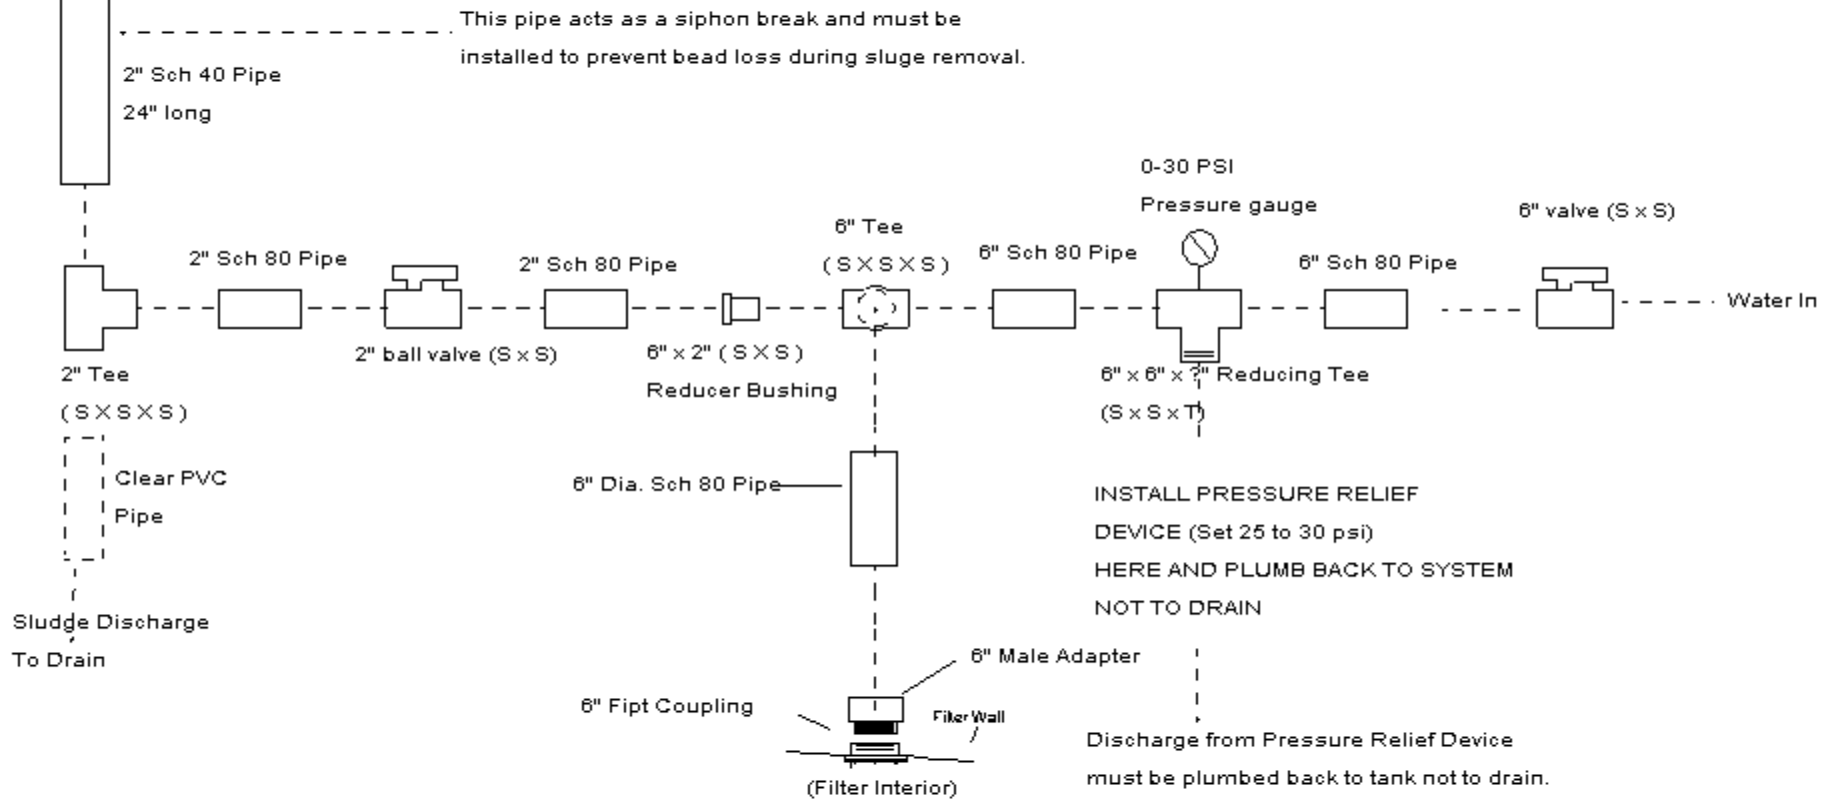 This pipe acts as a siphon break and must be
installed to prevent bead loss during sluge removal.
2" Sch 40 Pipe
24" long
0-30 PSI
Pressure gauge
6" valve (S x S)
6" Tee
(S X S X S)
2" Sch 80 Pipe
2" Sch 80 Pipe
6" Sch 80 Pipe
6" Sch 80 Pipe
Water In
2" ball valve (S x S)
6" x 2" (S X S)
Reducer Bushing
2" Tee
(S X S X S)
6" x 6" x ?" Reducing Tee
(S x S x T)
Clear PVC
Pipe
6" Dia. Sch 80 Pipe
INSTALL PRESSURE RELIEF
DEVICE (Set 25 to 30 psi)
HERE AND PLUMB BACK TO SYSTEM
NOT TO DRAIN
Sludge Discharge
To Drain
6" Male Adapter
6" Fipt Coupling
Filter Wall
(Filter Interior)
Discharge from Pressure Relief Device
must be plumbed back to tank not to drain.